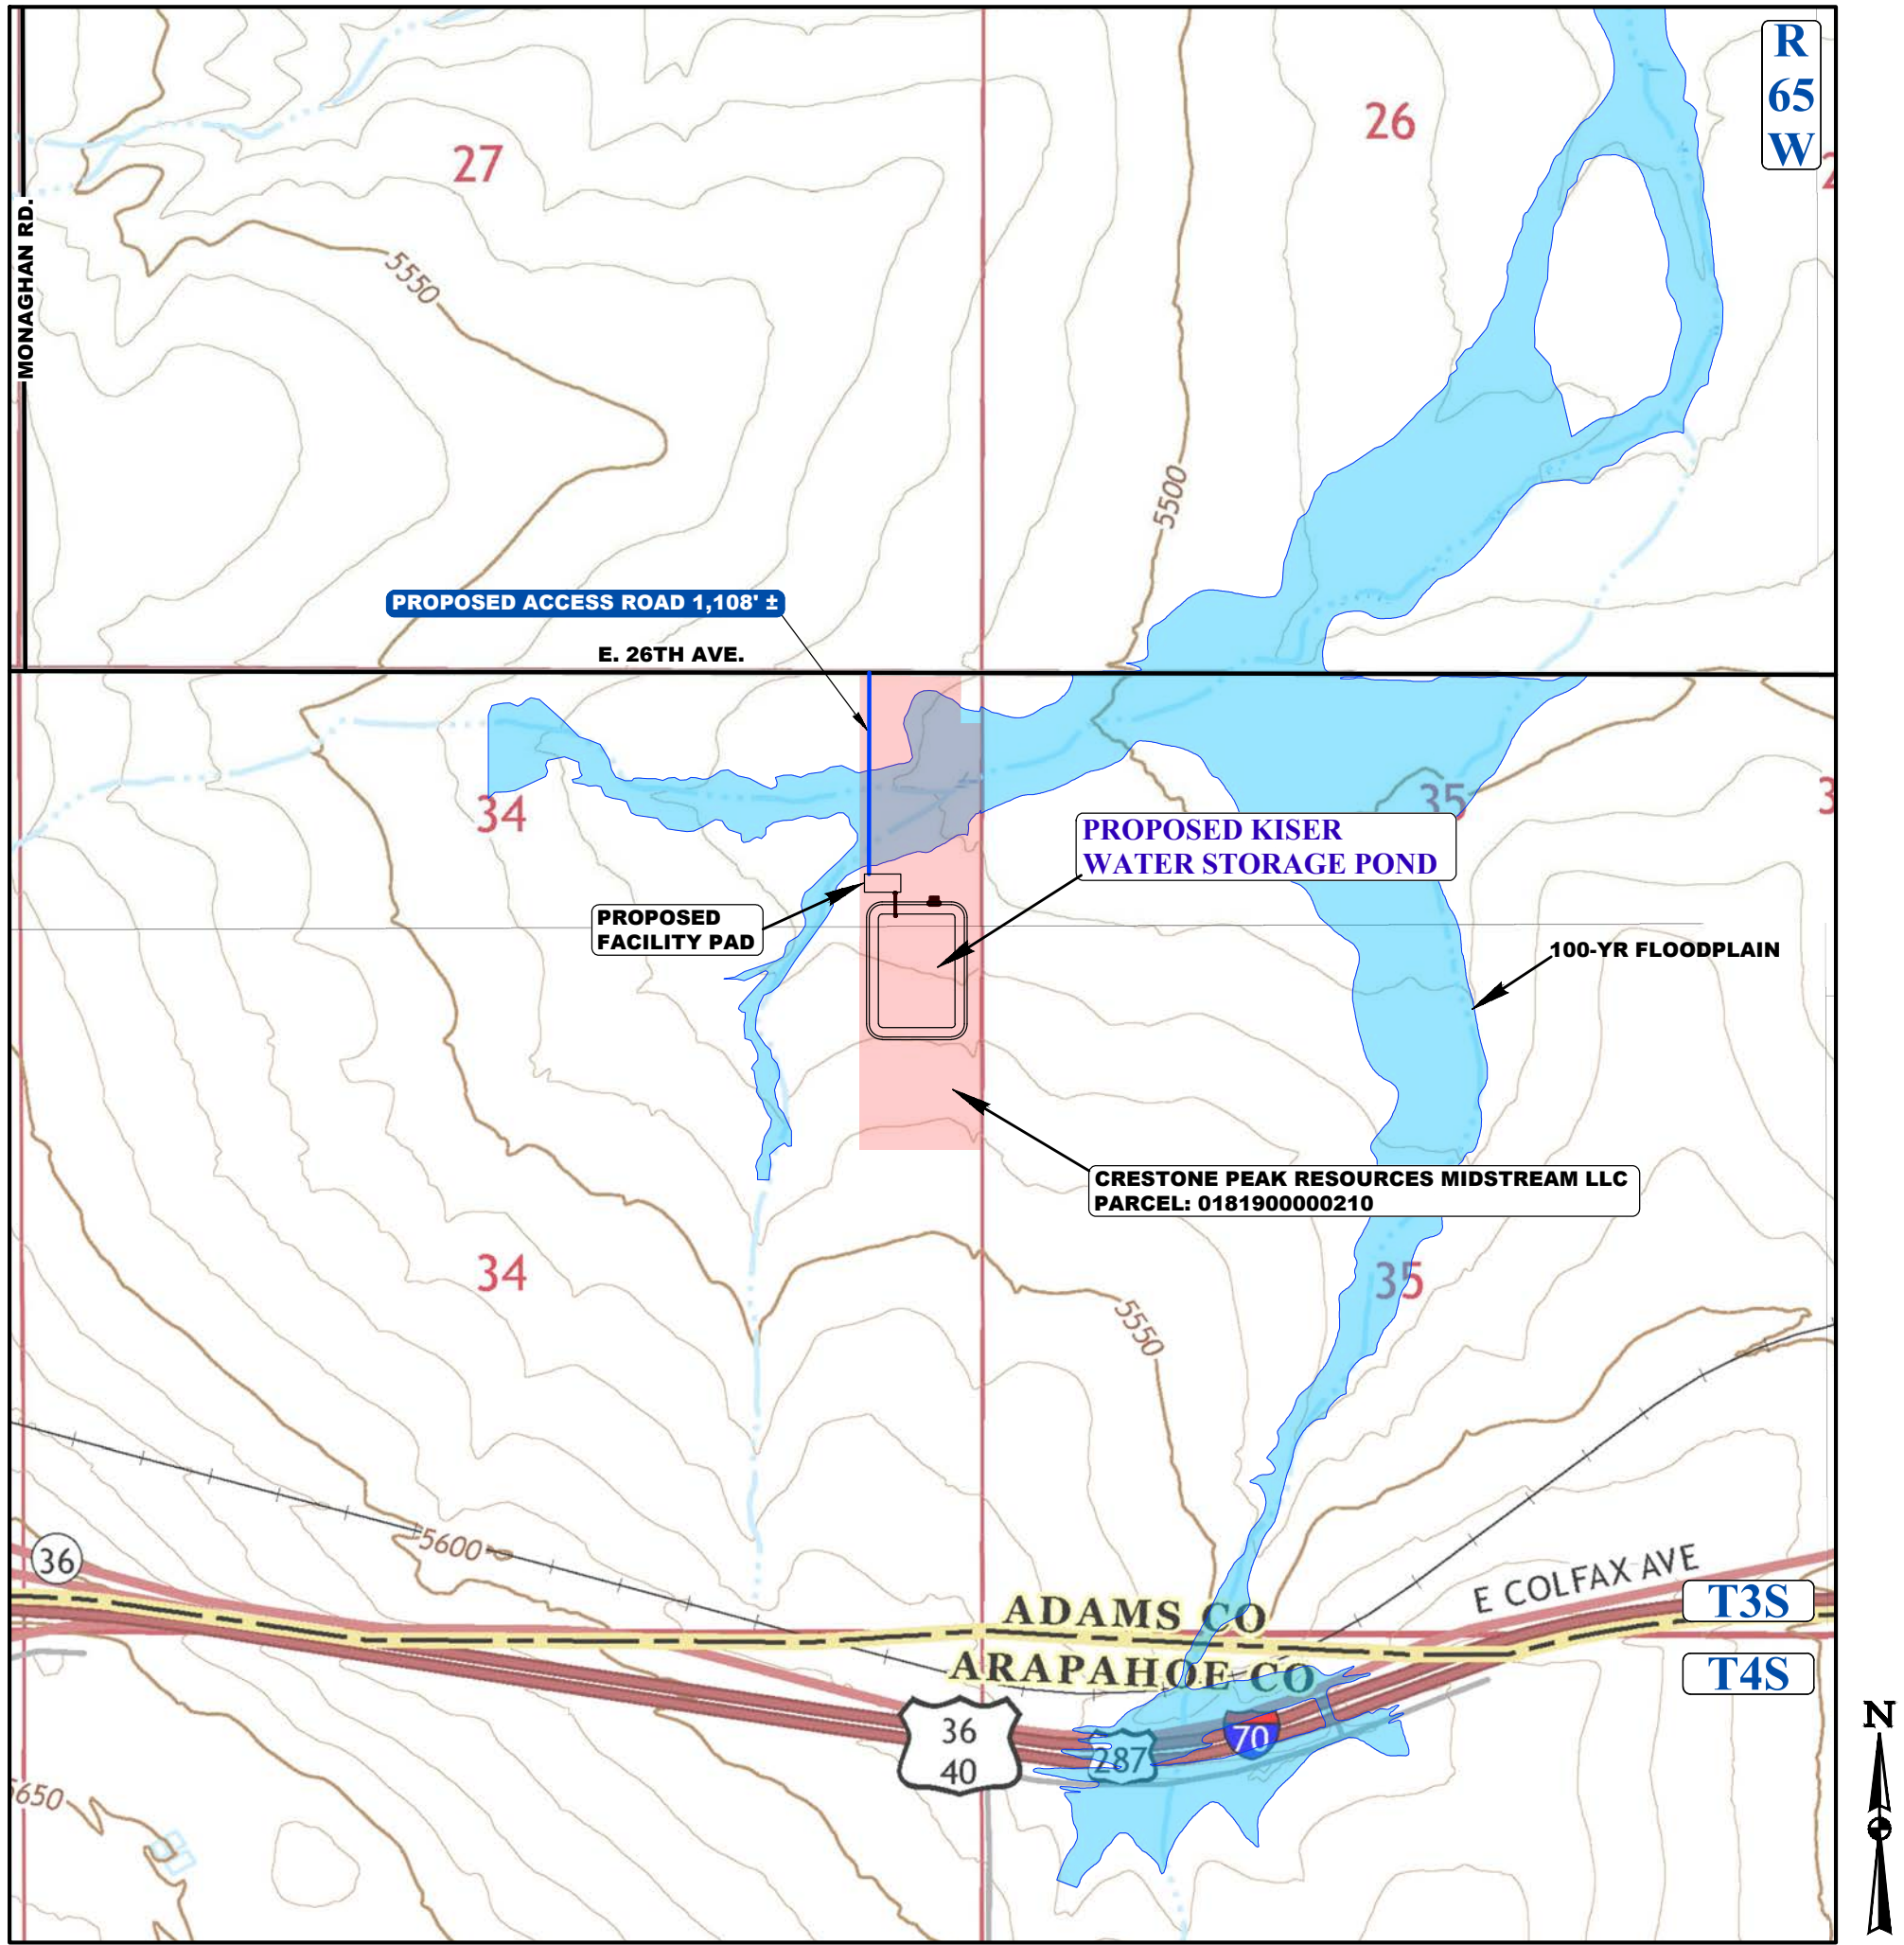 R
65
W
26
27
MONAGHAN RD.
5550
5500
PROPOSED ACCESS ROAD 1,108' ±
E. 26TH AVE.
34
35
3
PROPOSED KISER
WATER STORAGE POND
PROPOSED
FACILITY PAD
100-YR FLOODPLAIN
CRESTONE PEAK RESOURCES MIDSTREAM LLC
PARCEL: 0181900000210
34
35
5550
5600
36
E COLFAX AVE
ADAMS CO
T3S
ARAPAHOE CO
T4S
36
40
287
70
5650
N